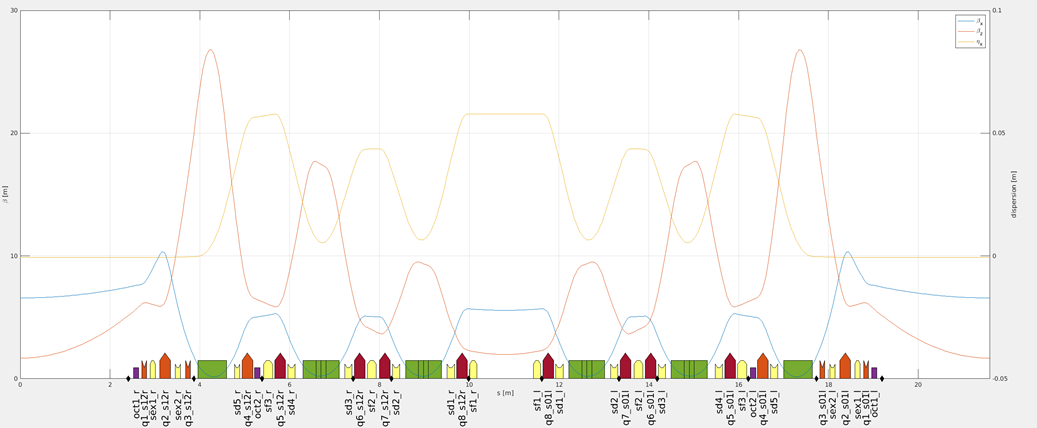 30
20
10
0
β [m]
0.1
0.05
0
-0.05
dispersion [m]
βx
βz
ηx
0 2 4 6 8 10 12 14 16 18 20
s [m]
oct1_r
q1_s12r
sex1_r
q2_s12r
sex2_r
q3_s12r
sd5_r
q4_s12r
oct2_r
sf3_r
q5_s12r
sd4_r
sd3_r
q6_s12r
sf2_r
q7_s12r
sd2_r
sd1_r
q8_s12r
sf1_r
sf1_l
q8_s01l
sd1_l
sd2_l
q7_s01l
sf2_l
q6_s01l
sd3_l
sd4_l
q5_s01l
sf3_l
oct2_l
q4_s01l
sd5_l
q3_s01l
sex2_l
q2_s01l
sex1_l
q1_s01l
oct1_l